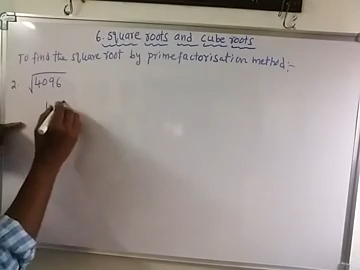 6. Square roots and cube roots
To find the square root by prime factorisation method:-
2. √4096